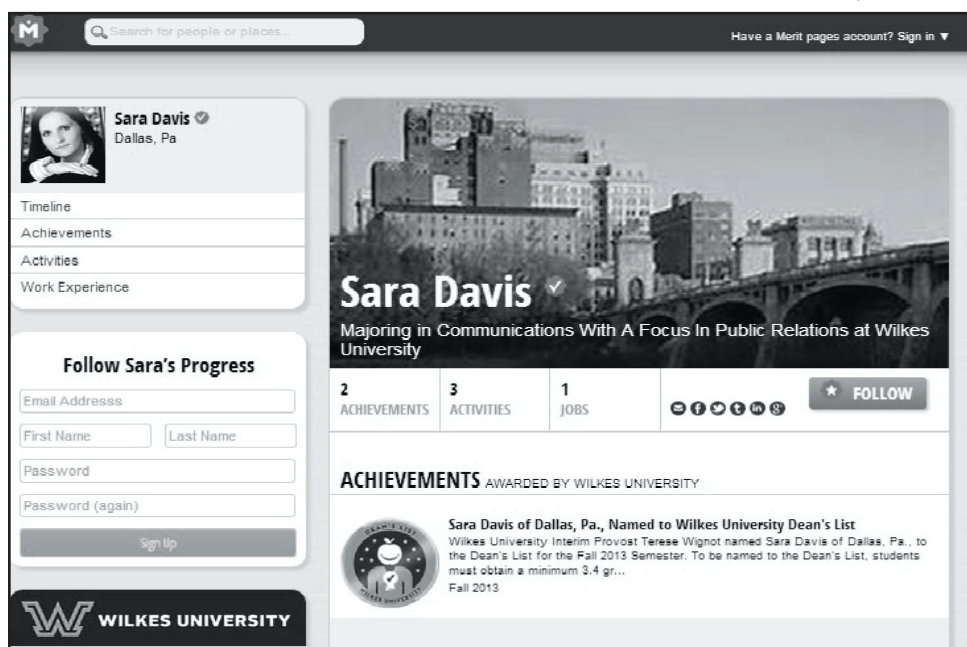 M
Search for people or places...
Have a Merit pages account? Sign in ▼
Sara Davis
Dallas, Pa
Timeline
Achievements
Activities
Work Experience
Follow Sara's Progress
Email Addresss
First Name
Last Name
Password
Password (again)
Sign Up
WILKES UNIVERSITY
Sara Davis
Majoring in Communications With A Focus In Public Relations at Wilkes
University
2
ACHIEVEMENTS
3
ACTIVITIES
1
JOBS
FOLLOW
ACHIEVEMENTS AWARDED BY WILKES UNIVERSITY
DEAN'S LIST
WILKES UNIVERSITY
Sara Davis of Dallas, Pa., Named to Wilkes University Dean's List
Wilkes University Interim Provost Terese Wignot named Sara Davis of Dallas, Pa., to
the Dean's List for the Fall 2013 Semester. To be named to the Dean's List, students
must obtain a minimum 3.4 gr...
Fall 2013